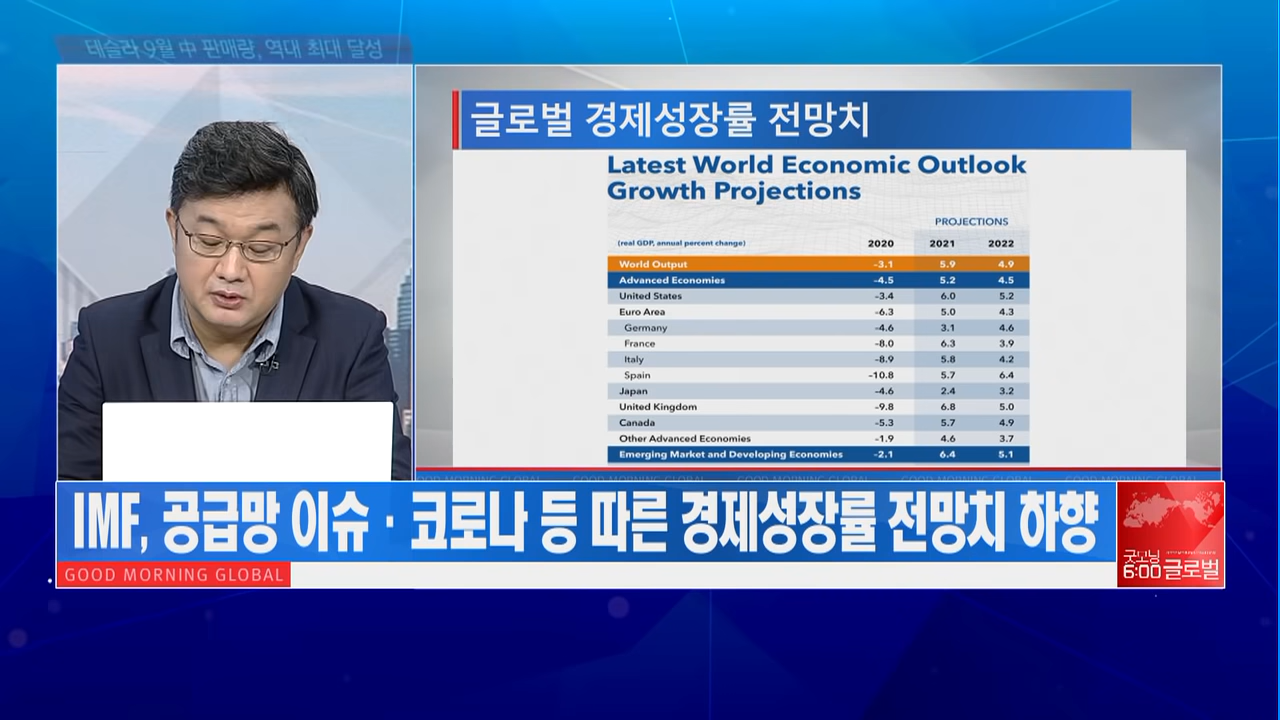 테슬라 9월 中 판매량, 역대 최대 달성
글로벌 경제성장률 전망치
Latest World Economic Outlook
Growth Projections
PROJECTIONS
(real GDP, annual percent change) 2020 2021 2022
World Output -3.1 5.9 4.9
Advanced Economies -4.5 5.2 4.5
United States -3.4 6.0 5.2
Euro Area -6.3 5.0 4.3
Germany -4.6 3.1 4.6
France -8.0 6.3 3.9
Italy -8.9 5.8 4.2
Spain -10.8 5.7 6.4
Japan -4.6 2.4 3.2
United Kingdom -9.8 6.8 5.0
Canada -5.3 5.7 4.9
Other Advanced Economies -1.9 4.6 3.7
Emerging Market and Developing Economies -2.1 6.4 5.1
IMF, 공급망 이슈·코로나 등 따른 경제성장률 전망치 하향
GOOD MORNING GLOBAL
굿모닝
6:00 글로벌